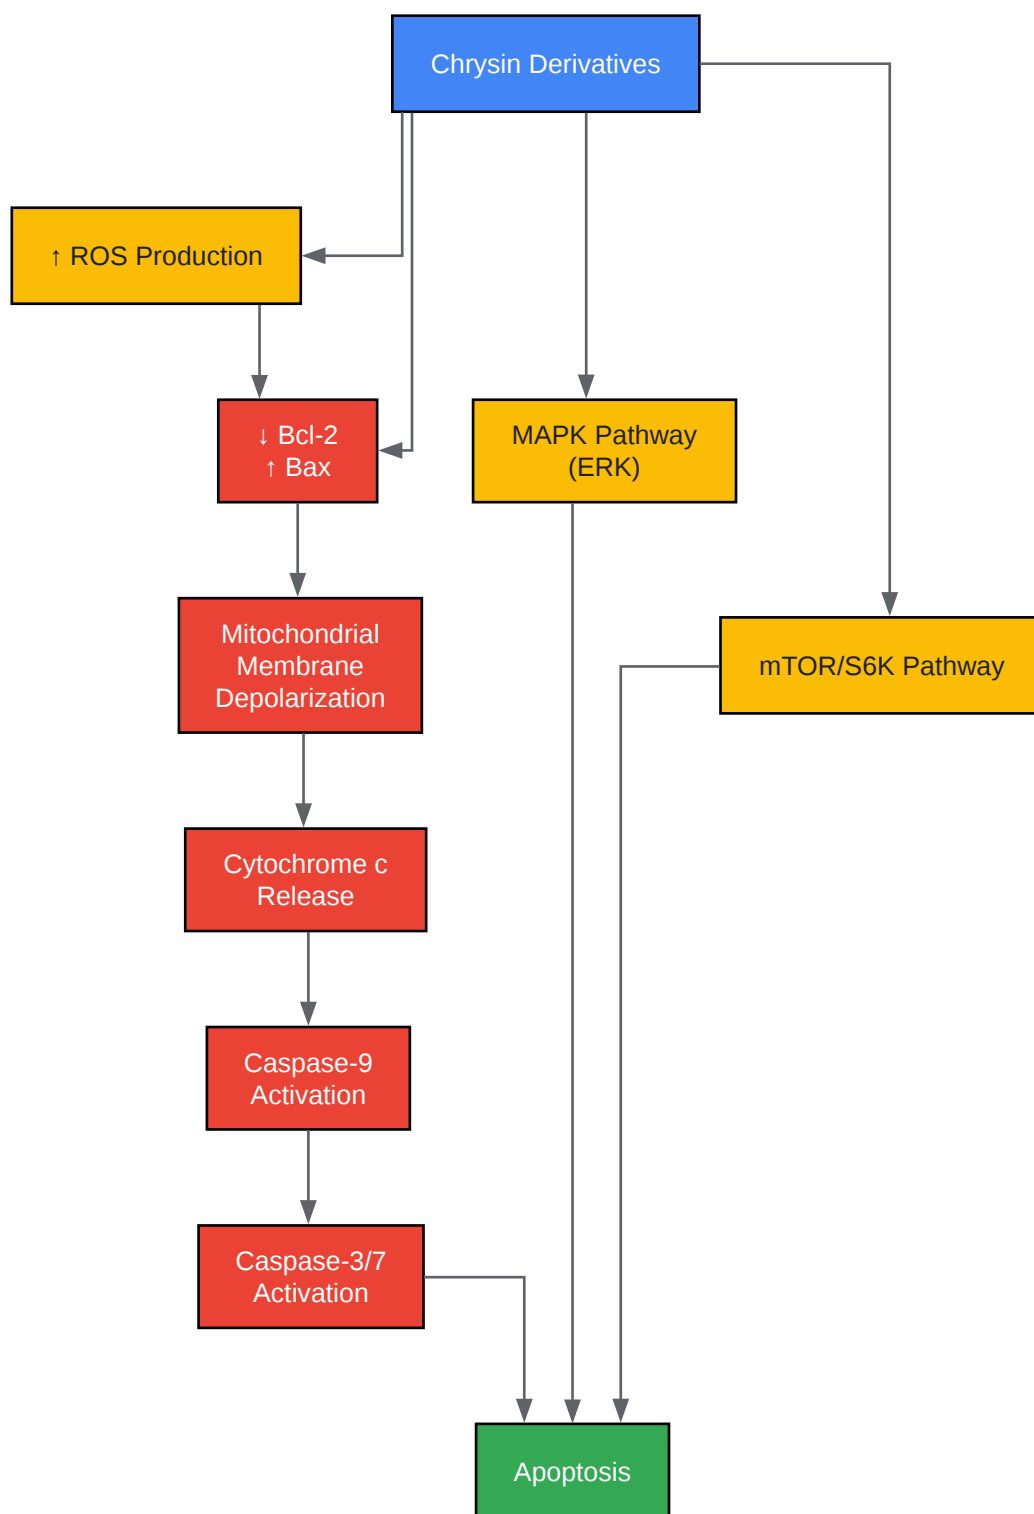 Chrysin Derivatives
↑ ROS Production
↓ Bcl-2
↑ Bax
MAPK Pathway
(ERK)
Mitochondrial
Membrane
Depolarization
mTOR/S6K Pathway
Cytochrome c
Release
Caspase-9
Activation
Caspase-3/7
Activation
Apoptosis